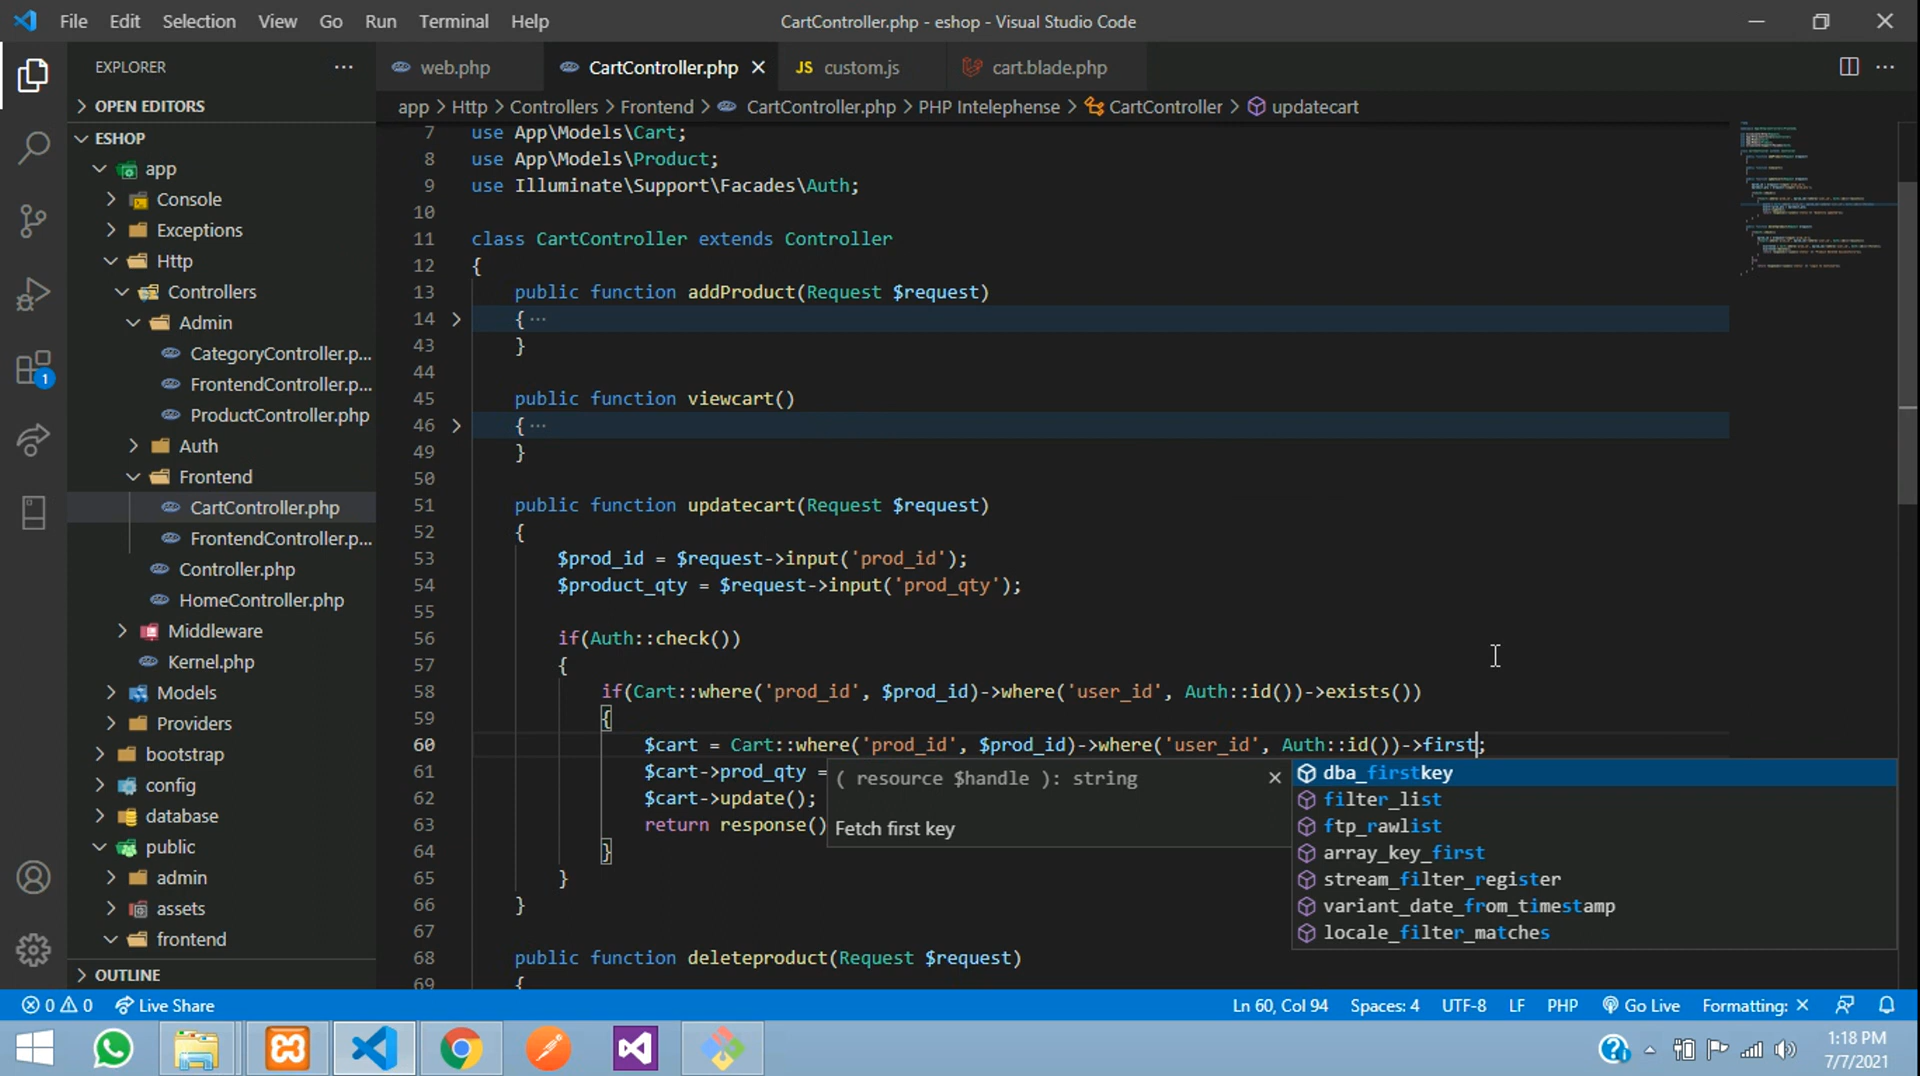 File Edit Selection View Go Run Terminal Help
CartController.php - eshop - Visual Studio Code
EXPLORER
OPEN EDITORS
ESHOP
app
Console
Exceptions
Http
Controllers
Admin
CategoryController.p...
FrontendController.p...
ProductController.php
Auth
Frontend
CartController.php
FrontendController.p...
Controller.php
HomeController.php
Middleware
Kernel.php
Models
Providers
bootstrap
config
database
public
admin
assets
frontend
OUTLINE
1
web.php
CartController.php
JS custom.js
cart.blade.php
app > Http > Controllers > Frontend > CartController.php > PHP Intelephense > CartController > updatecart
7 use App\Models\Cart;
8 use App\Models\Product;
9 use Illuminate\Support\Facades\Auth;
10
11 class CartController extends Controller
12 {
13 public function addProduct(Request $request)
14 { ...
43 }
44
45 public function viewcart()
46 { ...
49 }
50
51 public function updatecart(Request $request)
52 {
53 $prod_id = $request->input('prod_id');
54 $product_qty = $request->input('prod_qty');
55
56 if(Auth::check())
57 {
58 if(Cart::where('prod_id', $prod_id)->where('user_id', Auth::id())->exists())
59 {
60 $cart = Cart::where('prod_id', $prod_id)->where('user_id', Auth::id())->first;
61 $cart->prod_qty =
62 $cart->update();
63 return response()
64 }
65 }
66 }
67
68 public function deleteproduct(Request $request)
69 {
( resource $handle ): string
Fetch first key
dba_firstkey
filter_list
ftp_rawlist
array_key_first
stream_filter_register
variant_date_from_timestamp
locale_filter_matches
0 0
Live Share
Ln 60, Col 94
Spaces: 4
UTF-8
LF
PHP
Go Live
Formatting: ×
1:18 PM
7/7/2021